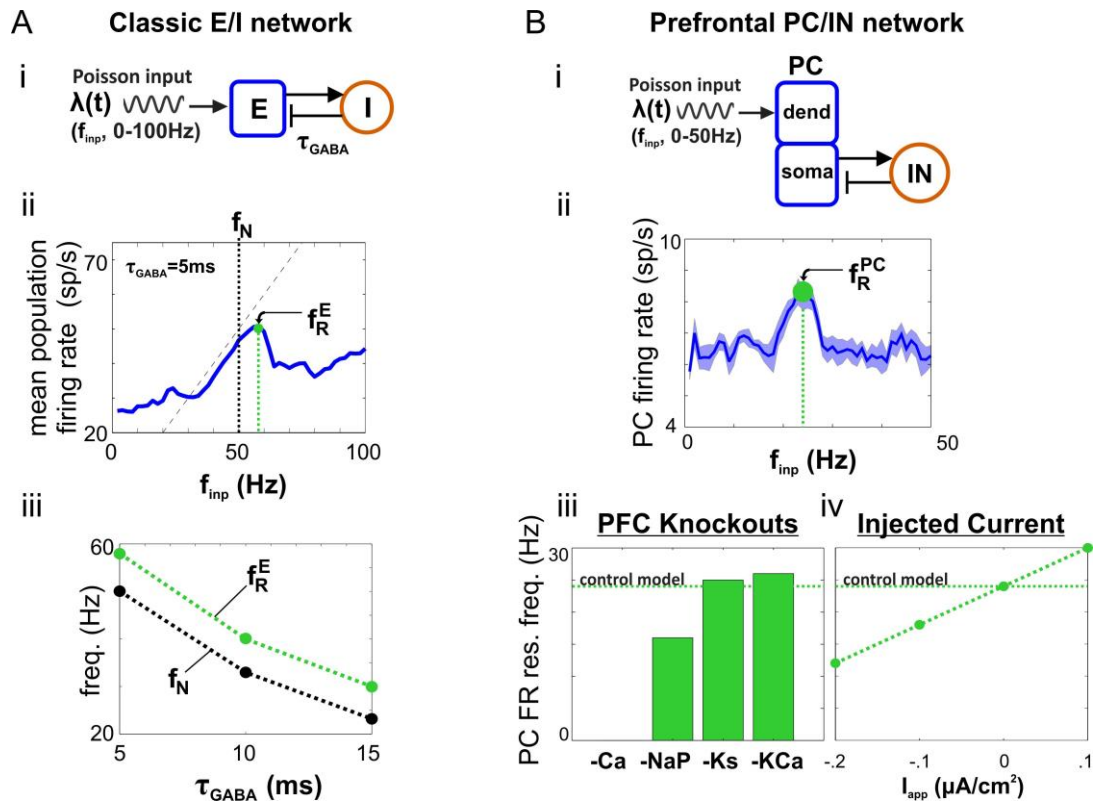 A Classic E/I network
i
Poisson input
λ(t)
(f_inp, 0-100Hz)
E
I
τ_GABA
ii
f_N
70
τ_GABA=5ms
f_R^E
mean population
firing rate (sp/s)
20
0 50 100
f_inp (Hz)
iii
60
f_R^E
freq. (Hz)
f_N
20
5 10 15
τ_GABA (ms)
B Prefrontal PC/IN network
i
PC
Poisson input
λ(t)
(f_inp, 0-50Hz)
dend
soma
IN
ii
10
f_R^PC
PC firing rate (sp/s)
4
0 50
f_inp (Hz)
iii PFC Knockouts
30
control model
PC FR res. freq. (Hz)
0
-Ca -NaP -Ks -KCa
iv Injected Current
control model
-.2 -.1 0 .1
I_app (μA/cm²)